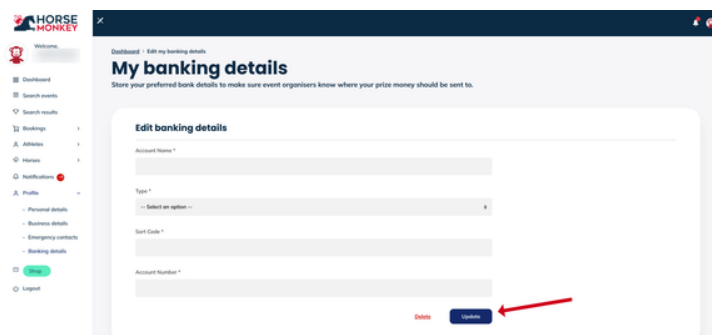 HORSE
MONKEY
Welcome,
Dashboard
Search events
Search results
Bookings
Athletes
Horses
Notifications
Profile
- Personal details
- Business details
- Emergency contacts
- Banking details
Shop
Logout
Dashboard > Edit my banking details
My banking details
Store your preferred bank details to make sure event organisers know where your prize money should be sent to.
Edit banking details
Account Name *
Type *
-- Select an option --
Sort Code *
Account Number *
Delete
Update